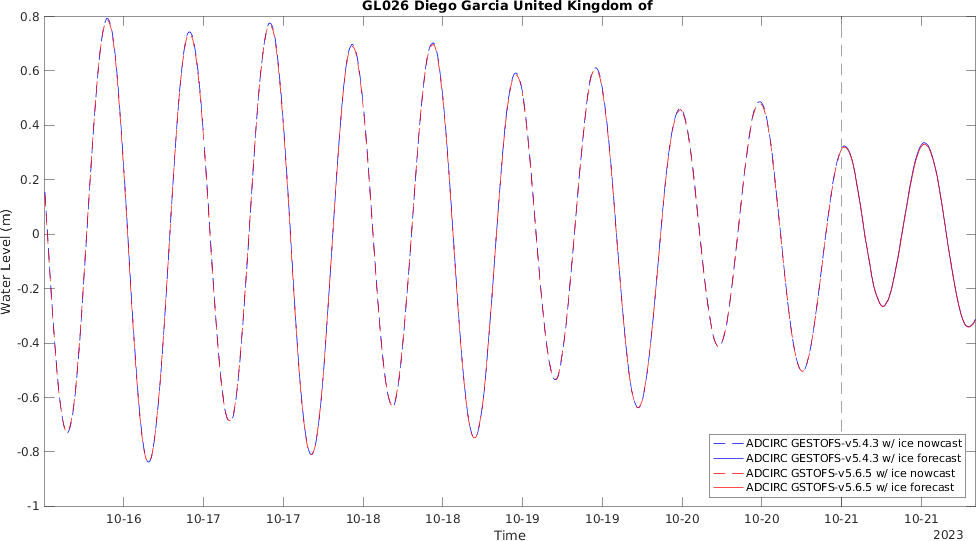 GL026 Diego Garcia United Kingdom of
0.8
0.6
0.4
0.2
0
-0.2
-0.4
-0.6
-0.8
-1
Water Level (m)
ADCIRC GESTOFS-v5.4.3 w/ ice nowcast
ADCIRC GESTOFS-v5.4.3 w/ ice forecast
ADCIRC GSTOFS-v5.6.5 w/ ice nowcast
ADCIRC GSTOFS-v5.6.5 w/ ice forecast
10-16 10-17 10-17 10-18 10-18 10-19 10-19 10-20 10-20 10-21 10-21
Time
2023